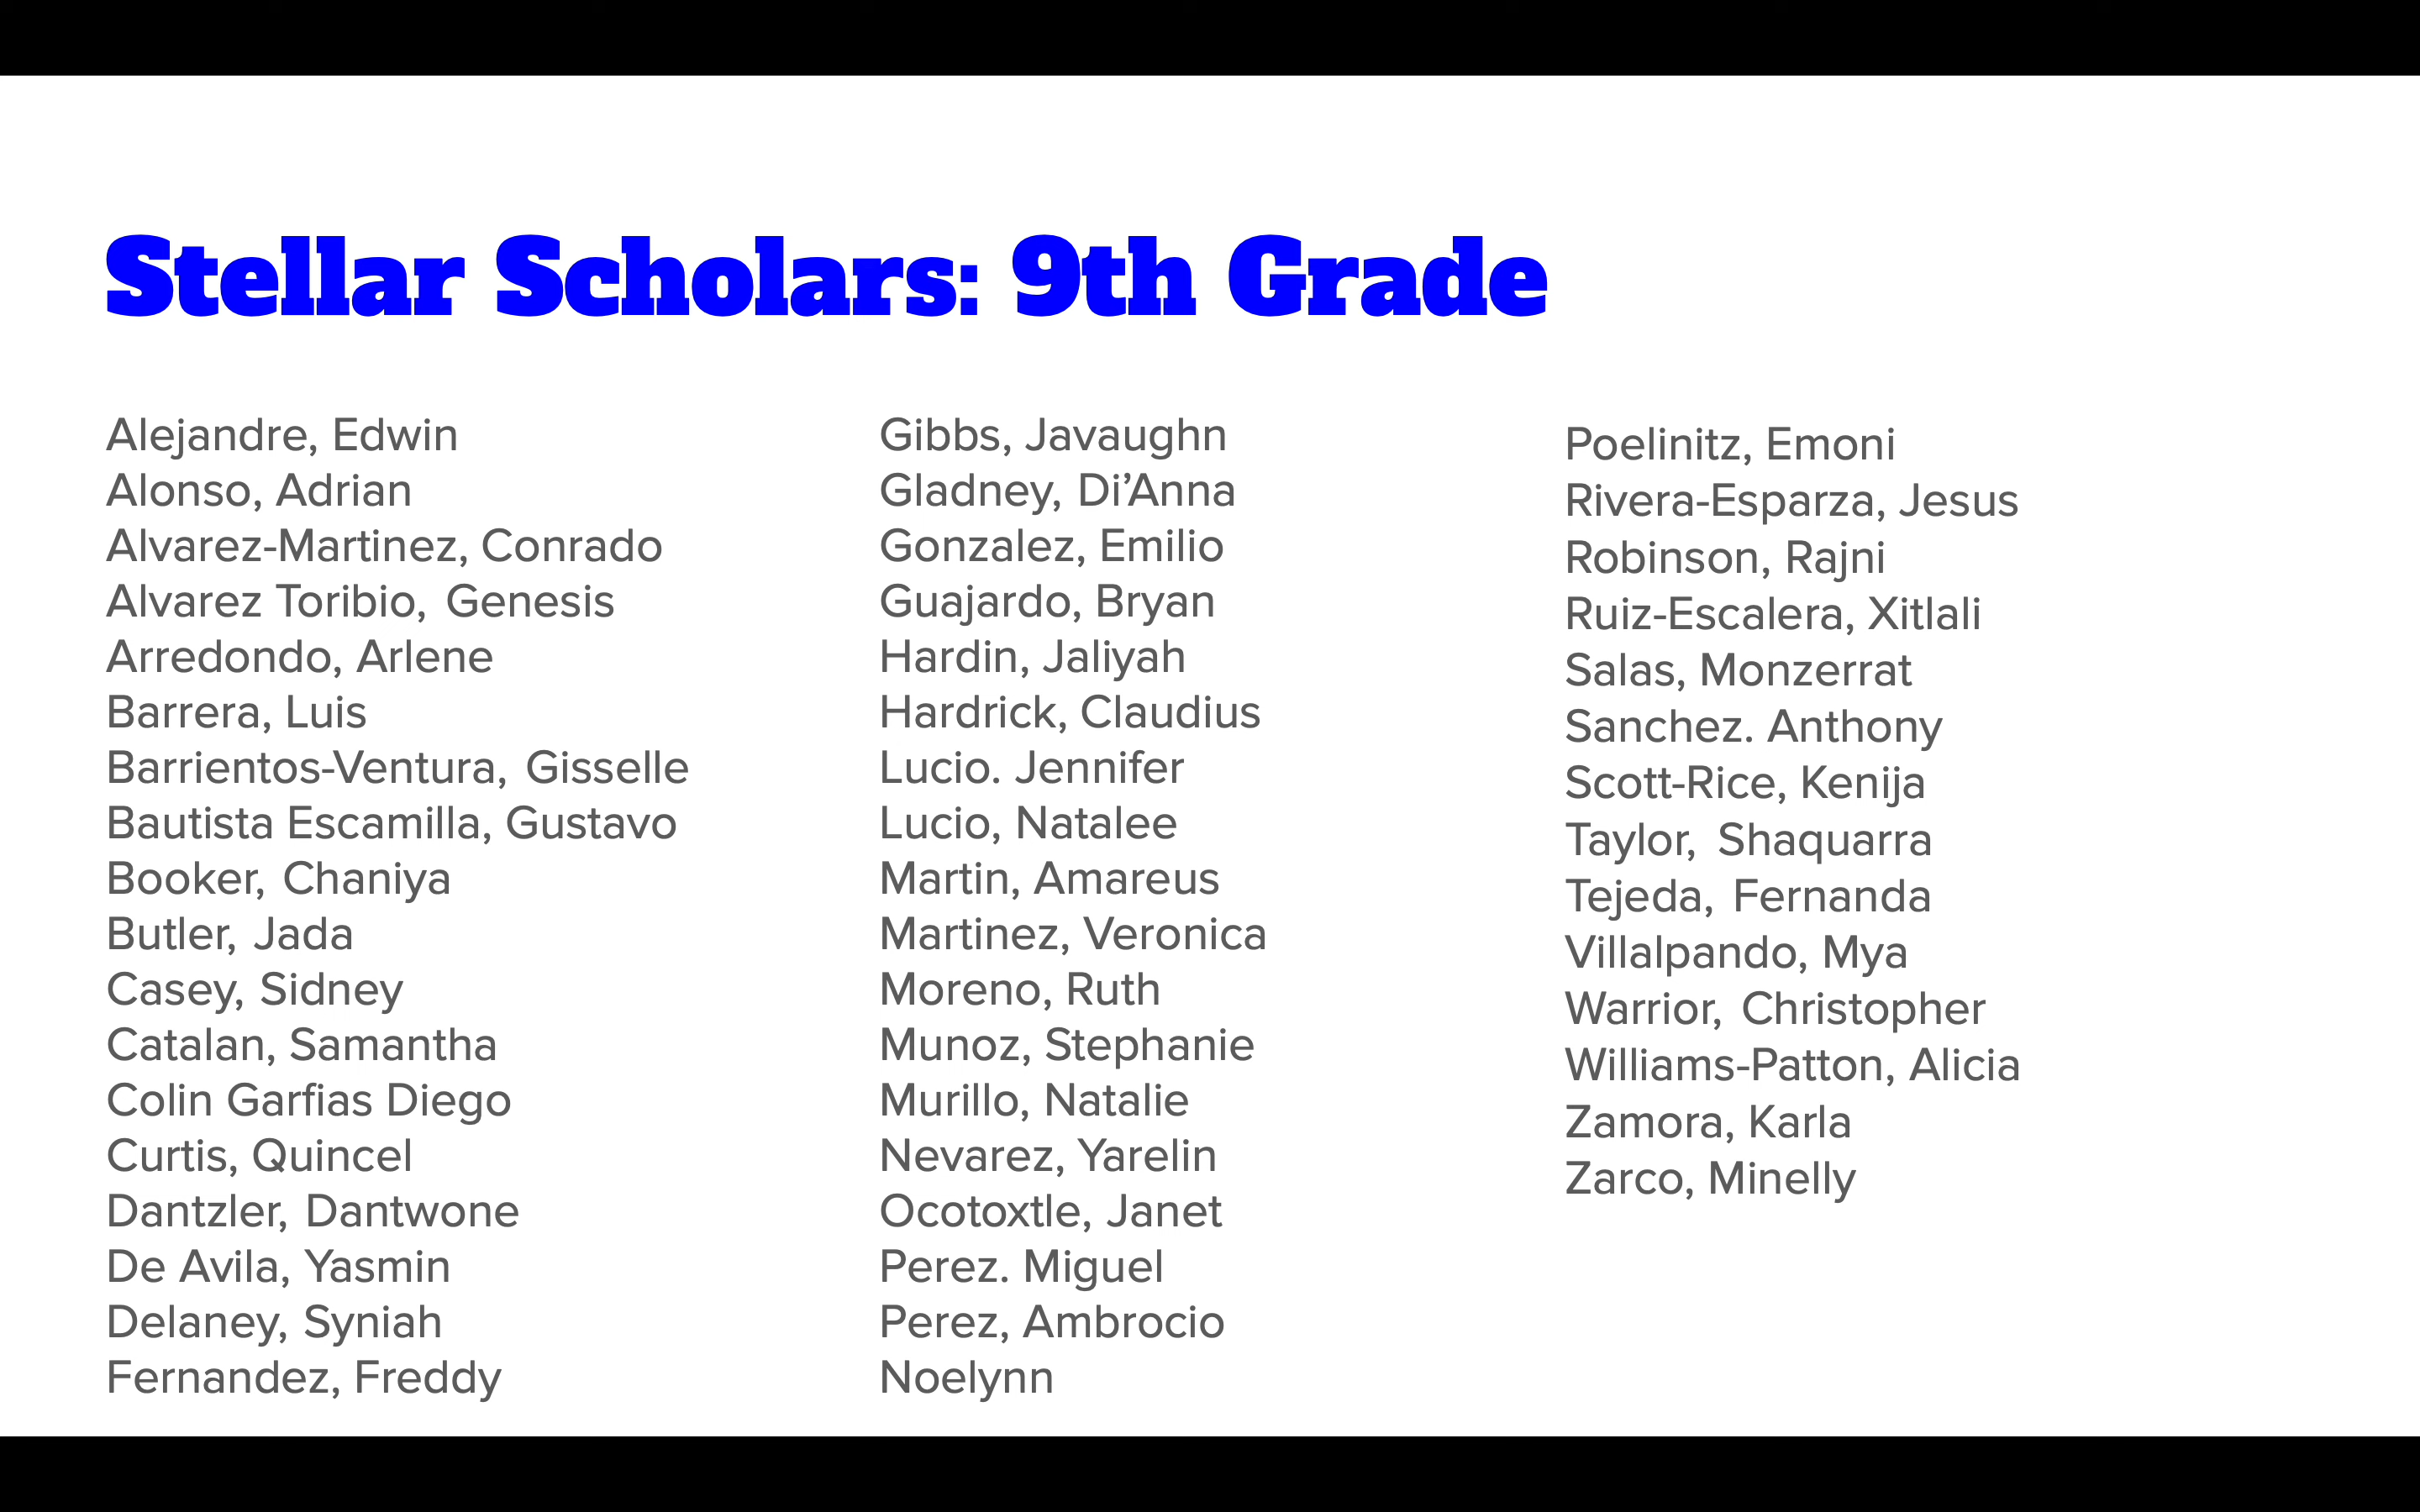 Stellar Scholars: 9th Grade
Alejandre, Edwin
Alonso, Adrian
Alvarez-Martinez, Conrado
Alvarez Toribio, Genesis
Arredondo, Arlene
Barrera, Luis
Barrientos-Ventura, Gisselle
Bautista Escamilla, Gustavo
Booker, Chaniya
Butler, Jada
Casey, Sidney
Catalan, Samantha
Colin Garfias Diego
Curtis, Quincel
Dantzler, Dantwone
De Avila, Yasmin
Delaney, Syniah
Fernandez, Freddy
Gibbs, Javaughn
Gladney, Di’Anna
Gonzalez, Emilio
Guajardo, Bryan
Hardin, Jaliyah
Hardrick, Claudius
Lucio. Jennifer
Lucio, Natalee
Martin, Amareus
Martinez, Veronica
Moreno, Ruth
Munoz, Stephanie
Murillo, Natalie
Nevarez, Yarelin
Ocotoxtle, Janet
Perez. Miguel
Perez, Ambrocio
Noelynn
Poelinitz, Emoni
Rivera-Esparza, Jesus
Robinson, Rajni
Ruiz-Escalera, Xitlali
Salas, Monzerrat
Sanchez. Anthony
Scott-Rice, Kenija
Taylor, Shaquarra
Tejeda, Fernanda
Villalpando, Mya
Warrior, Christopher
Williams-Patton, Alicia
Zamora, Karla
Zarco, Minelly